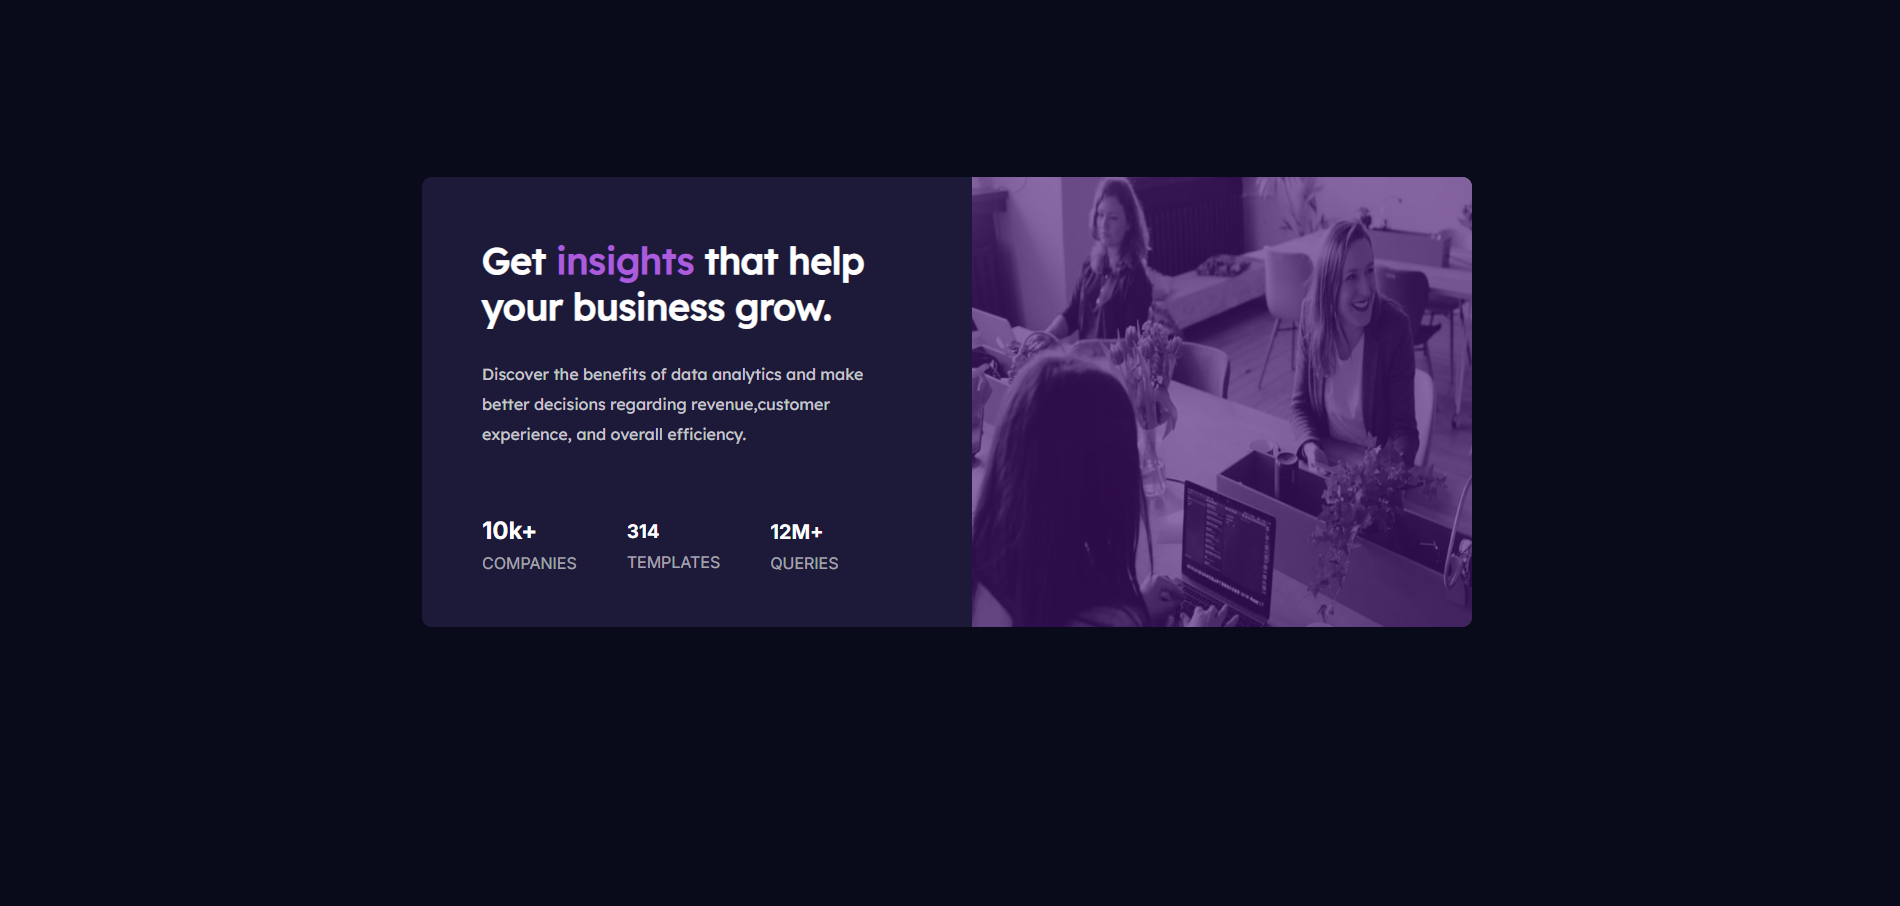 Get insights that help
your business grow.
Discover the benefits of data analytics and make
better decisions regarding revenue,customer
experience, and overall efficiency.
10k+ 314 12M+
COMPANIES TEMPLATES QUERIES